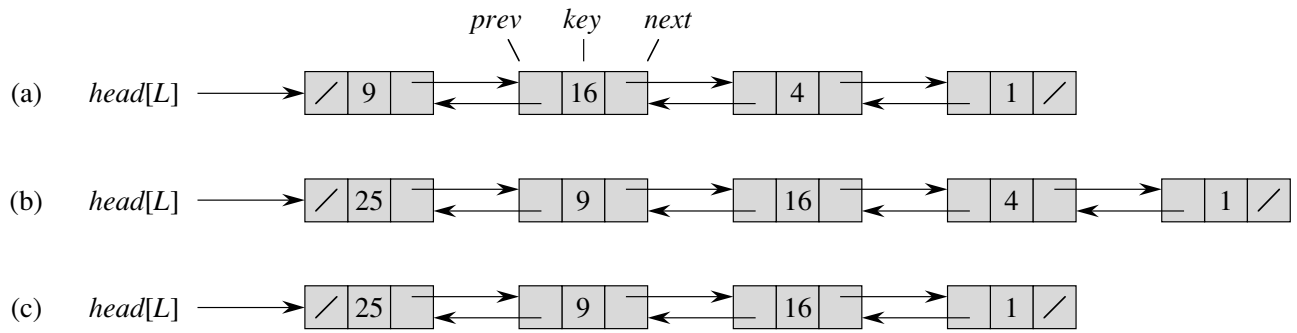 prev key next
(a) head[L] / 9 16 4 1 /
(b) head[L] / 25 9 16 4 1 /
(c) head[L] / 25 9 16 1 /